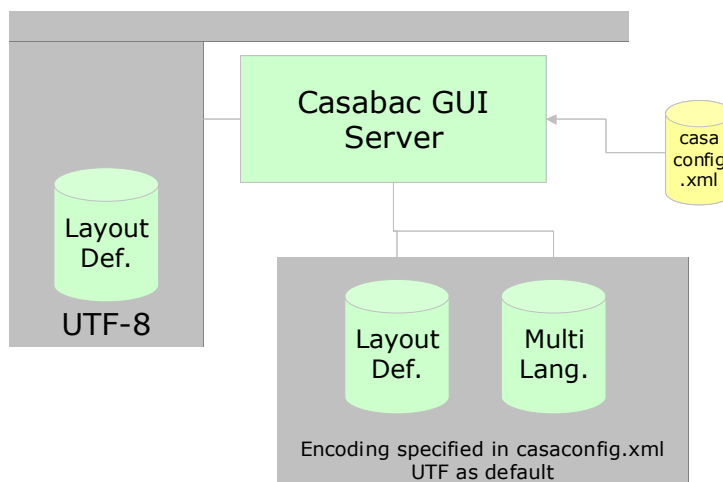 Casabac GUI
Server
casa
config
.xml
Layout
Def.
UTF-8
Layout
Def.
Multi
Lang.
Encoding specified in casaconfig.xml
UTF as default